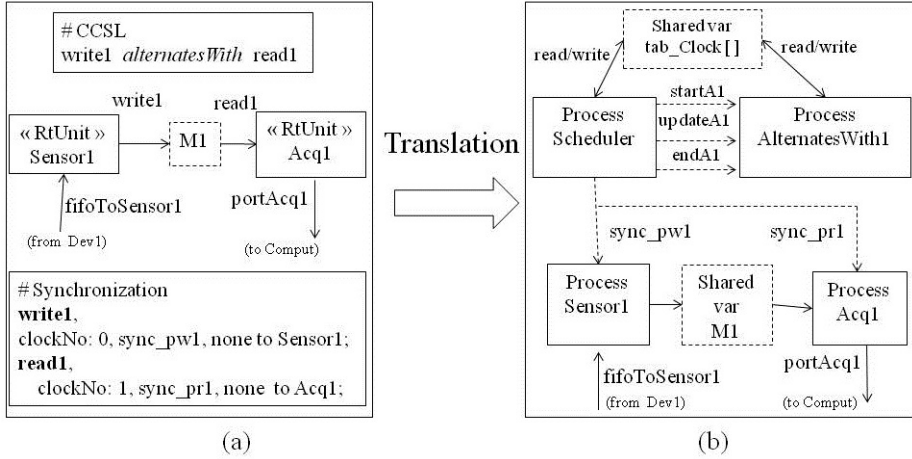 # CCSL
write1 alternatesWith read1
write1
read1
« RtUnit »
Sensor1
M1
« RtUnit »
Acq1
fifoToSensor1
(from Dev1)
portAcq1
(to Comput)
# Synchronization
write1,
clockNo: 0, sync_pw1, none to Sensor1;
read1,
clockNo: 1, sync_pr1, none to Acq1;
(a)
Translation
Shared var
tab_Clock[ ]
read/write
read/write
Process
Scheduler
startA1
updateA1
endA1
Process
AlternatesWith1
sync_pw1
sync_pr1
Process
Sensor1
Shared
var
M1
Process
Acq1
fifoToSensor1
(from Dev1)
portAcq1
(to Comput)
(b)